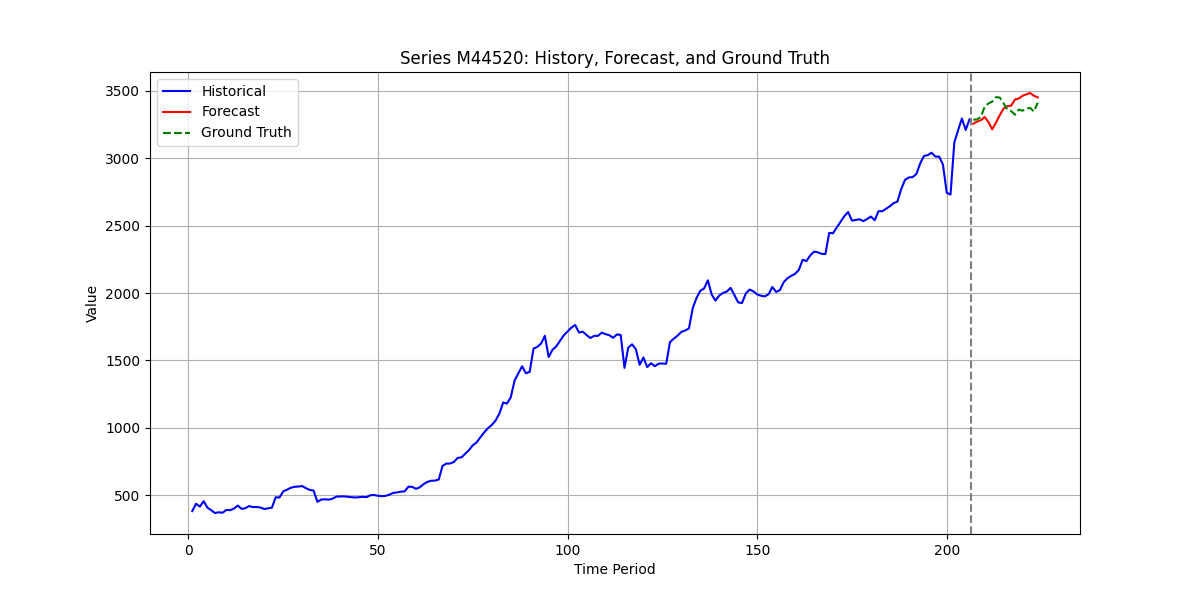 Series M44520: History, Forecast, and Ground Truth
Historical
Forecast
Ground Truth
3500
3000
2500
2000
1500
1000
500
Value
0
50
100
150
200
Time Period